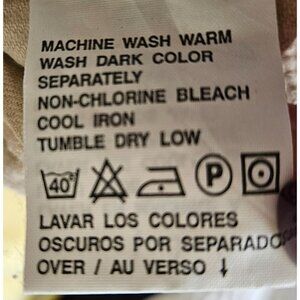 MACHINE WASH WARM
WASH DARK COLOR
SEPARATELY
NON-CHLORINE BLEACH
COOL IRON
TUMBLE DRY LOW
40° P
LAVAR LOS COLORES
OSCUROS POR SEPARADO
OVER / AU VERSO ↓